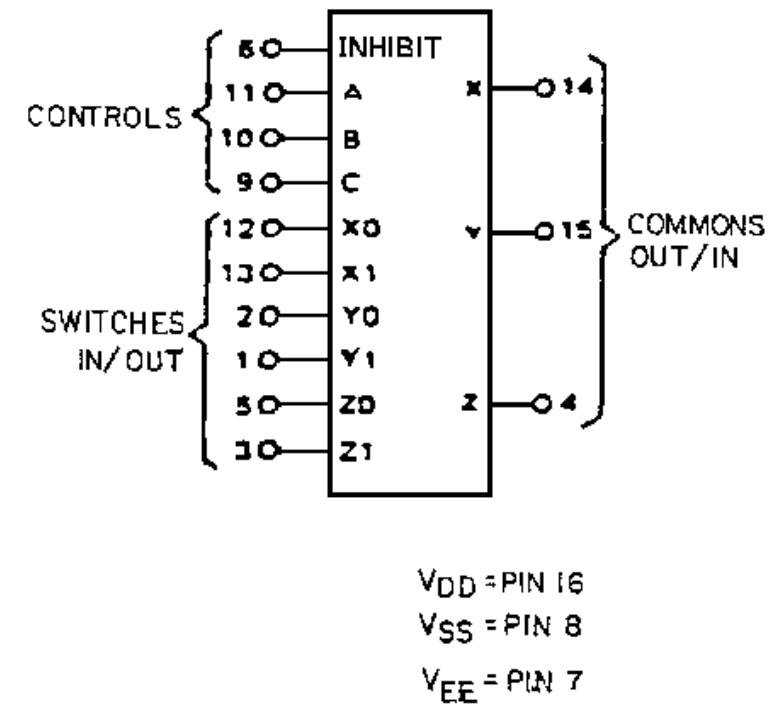 6 INHIBIT
11 A X 14
CONTROLS
10 B
9 C
12 X0
Y 15 COMMONS OUT/IN
13 X1
SWITCHES IN/OUT
2 Y0
1 Y1
5 Z0 Z 4
3 Z1
VDD = PIN 16
VSS = PIN 8
VEE = PIN 7